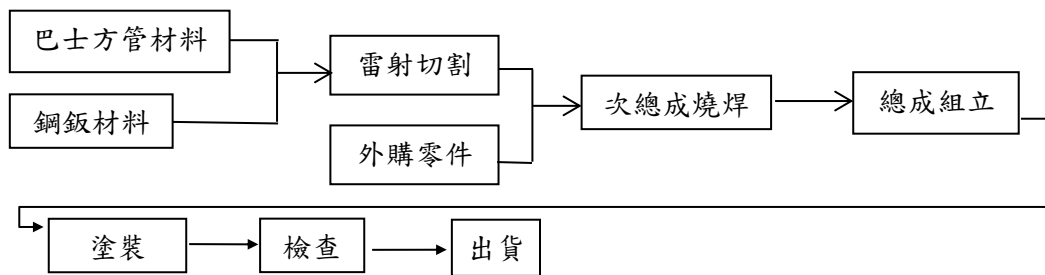 巴士方管材料
鋼鈑材料
雷射切割
外購零件
次總成燒焊
總成組立
塗裝
檢查
出貨